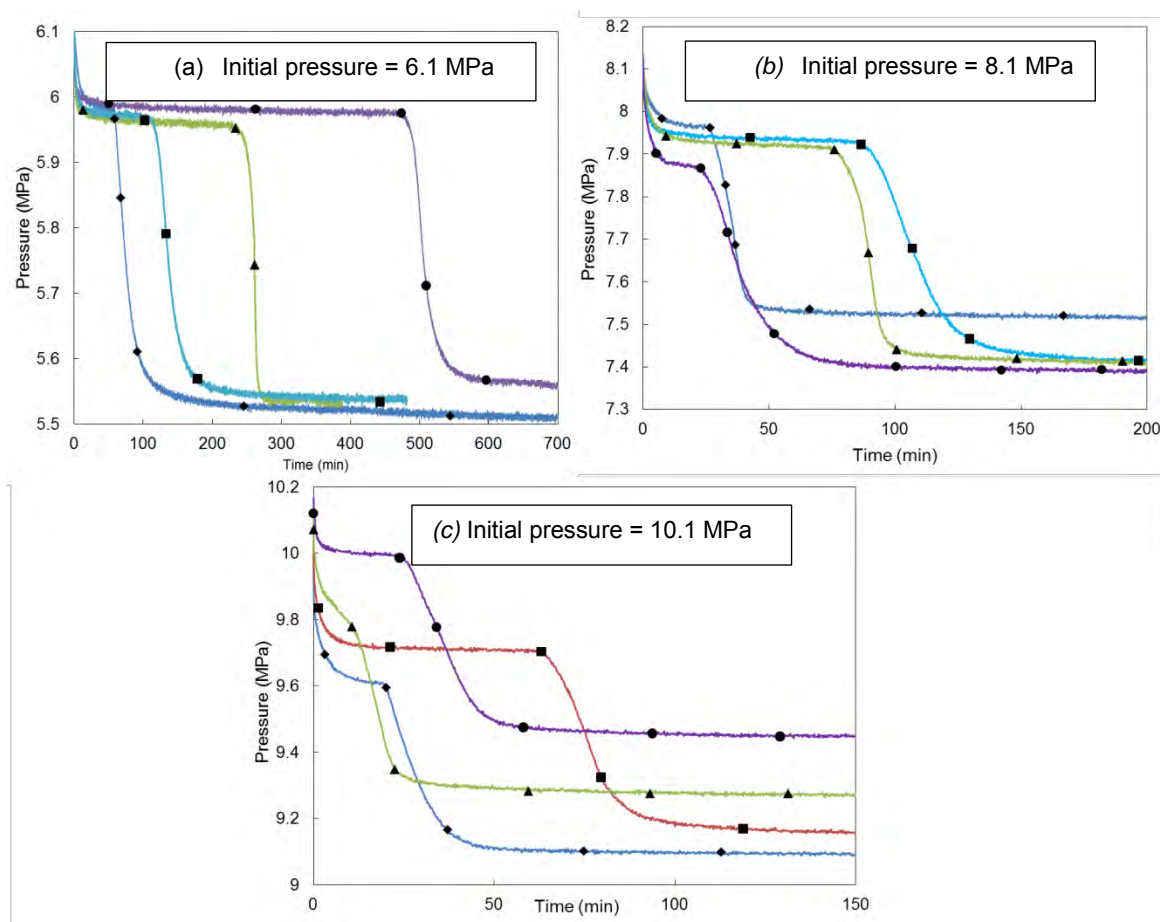 (a) Initial pressure = 6.1 MPa
6.1
6
5.9
5.8
5.7
5.6
5.5
Pressure (MPa)
0 100 200 300 400 500 600 700
Time (min)
(b) Initial pressure = 8.1 MPa
8.2
8.1
8
7.9
7.8
7.7
7.6
7.5
7.4
7.3
Pressure (MPa)
0 50 100 150 200
Time (min)
(c) Initial pressure = 10.1 MPa
10.2
10
9.8
9.6
9.4
9.2
9
Pressure (MPa)
0 50 100 150
Time (min)